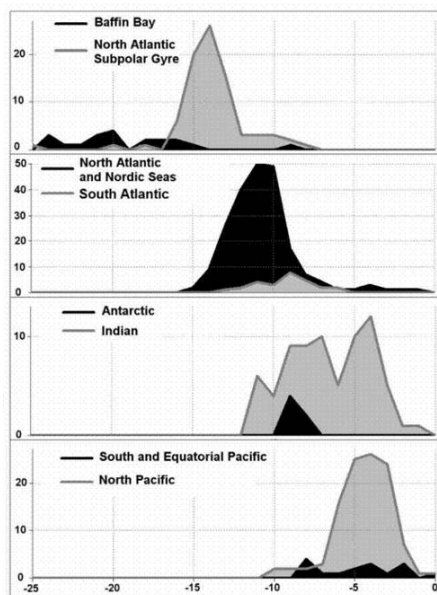 Baffin Bay
North Atlantic
Subpolar Gyre
20
10
0
North Atlantic
and Nordic Seas
South Atlantic
50
40
30
20
10
0
Antarctic
Indian
10
0
South and Equatorial Pacific
North Pacific
20
10
0
-25
-20
-15
-10
-5
0